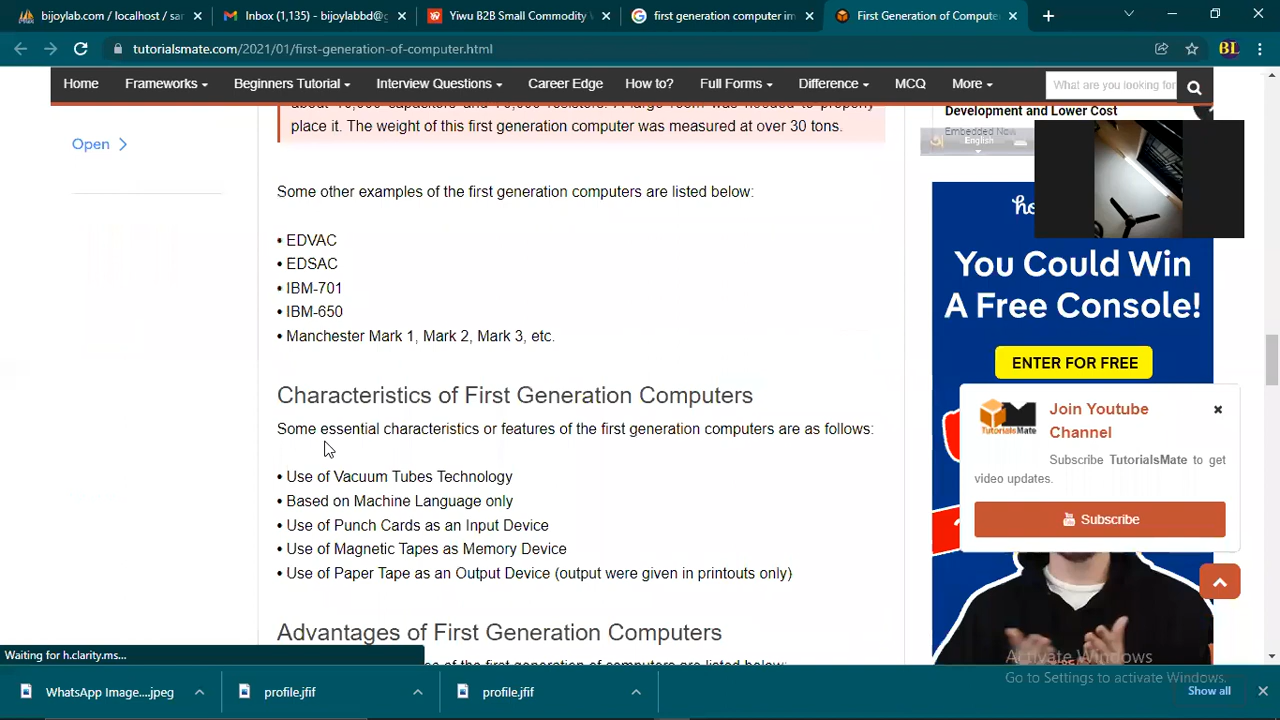 bijoylab.com / localhost / sar
Inbox (1,135) - bijoylabbd@g
Yiwu B2B Small Commodity
first generation computer im
First Generation of Compute
tutorialsmate.com/2021/01/first-generation-of-computer.html
BL
Home
Frameworks
Beginners Tutorial
Interview Questions
Career Edge
How to?
Full Forms
Difference
MCQ
More
What are you looking for
place it. The weight of this first generation computer was measured at over 30 tons.
Open
Development and Lower Cost
Embedded Now
English
Some other examples of the first generation computers are listed below:
• EDVAC
• EDSAC
• IBM-701
• IBM-650
• Manchester Mark 1, Mark 2, Mark 3, etc.
Characteristics of First Generation Computers
Some essential characteristics or features of the first generation computers are as follows:
• Use of Vacuum Tubes Technology
• Based on Machine Language only
• Use of Punch Cards as an Input Device
• Use of Magnetic Tapes as Memory Device
• Use of Paper Tape as an Output Device (output were given in printouts only)
Advantages of First Generation Computers
You Could Win
A Free Console!
ENTER FOR FREE
TutorialsMate
Join Youtube
Channel
Subscribe TutorialsMate to get
video updates.
Subscribe
Activate Windows
Go to Settings to activate Windows.
Waiting for h.clarity.ms...
WhatsApp Image....jpeg
profile.jfif
profile.jfif
Show all